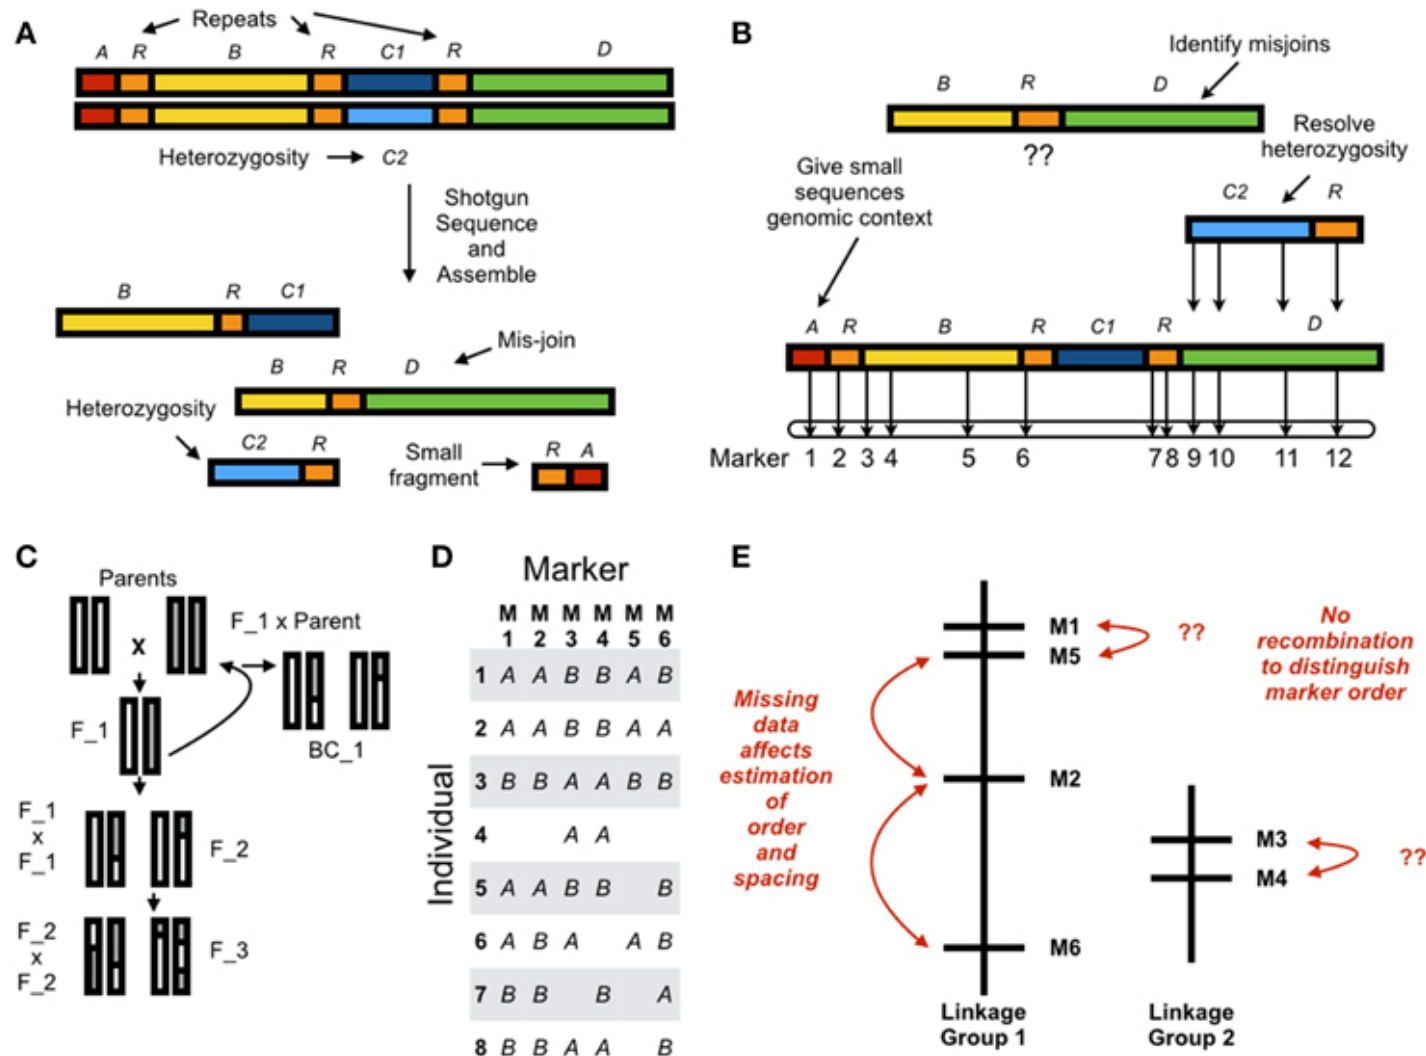 A
Repeats
A R B R C1 R D
Heterozygosity C2
Shotgun
Sequence
and
Assemble
B R C1
Mis-join
B R D
Heterozygosity
C2 R
Small
fragment
R A
B
Identify misjoins
B R D
??
Resolve
heterozygosity
Give small
sequences
genomic context
C2 R
A R B R C1 R D
Marker 1 2 3 4 5 6 7 8 9 10 11 12
C
Parents
X
F_1 x Parent
F_1
BC_1
F_1
x
F_1
F_2
F_2
x
F_2
F_3
D
Marker
M M M M M M
1 2 3 4 5 6
Individual
1 A A B B A B
2 A A B B A A
3 B B A A B B
4 A A
5 A A B B B
6 A B A A B
7 B B B A
8 B B A A B
E
M1
M5
??
No
recombination
to distinguish
marker order
Missing
data
affects
estimation
of
order
and
spacing
M2
M6
M3
M4
??
Linkage
Group 1
Linkage
Group 2